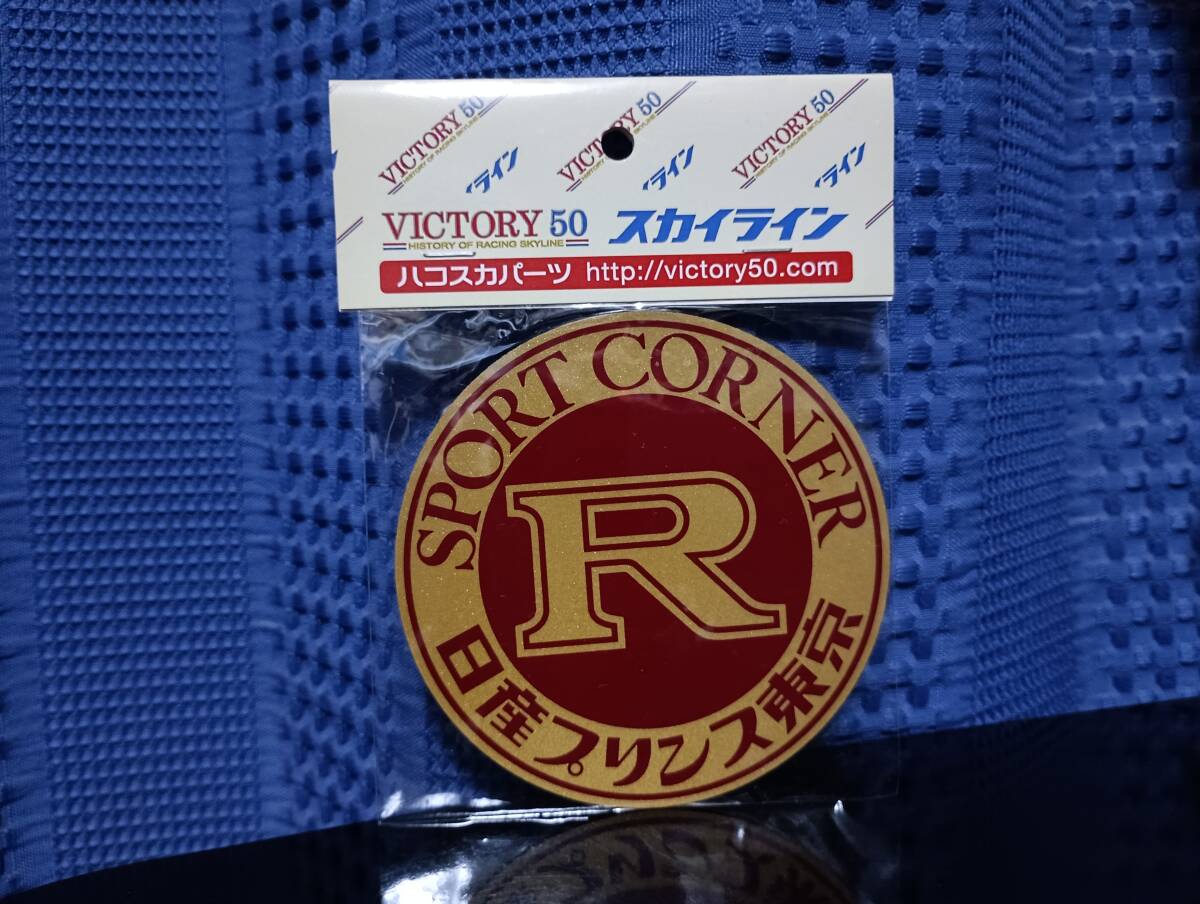 VICTORY 50
HISTORY OF RACING SKYLINE
VICTORY 50
HISTORY OF RACING SKYLINE
VICTORY 50
HISTORY OF RACING SKYLINE
イライン
イライン
イライン
VICTORY 50
HISTORY OF RACING SKYLINE
スカイライン
ハコスカパーツ http://victory50.com
SPORT CORNER
R
日産プリンス東京